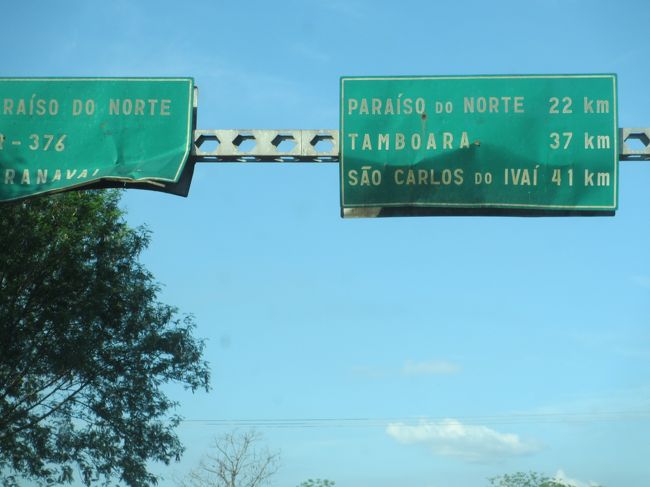 RAÍSO DO NORTE
- 376
RANAVAÍ
PARAÍSO DO NORTE 22 km
TAMBOARA 37 km
SÃO CARLOS DO IVAÍ 41 km